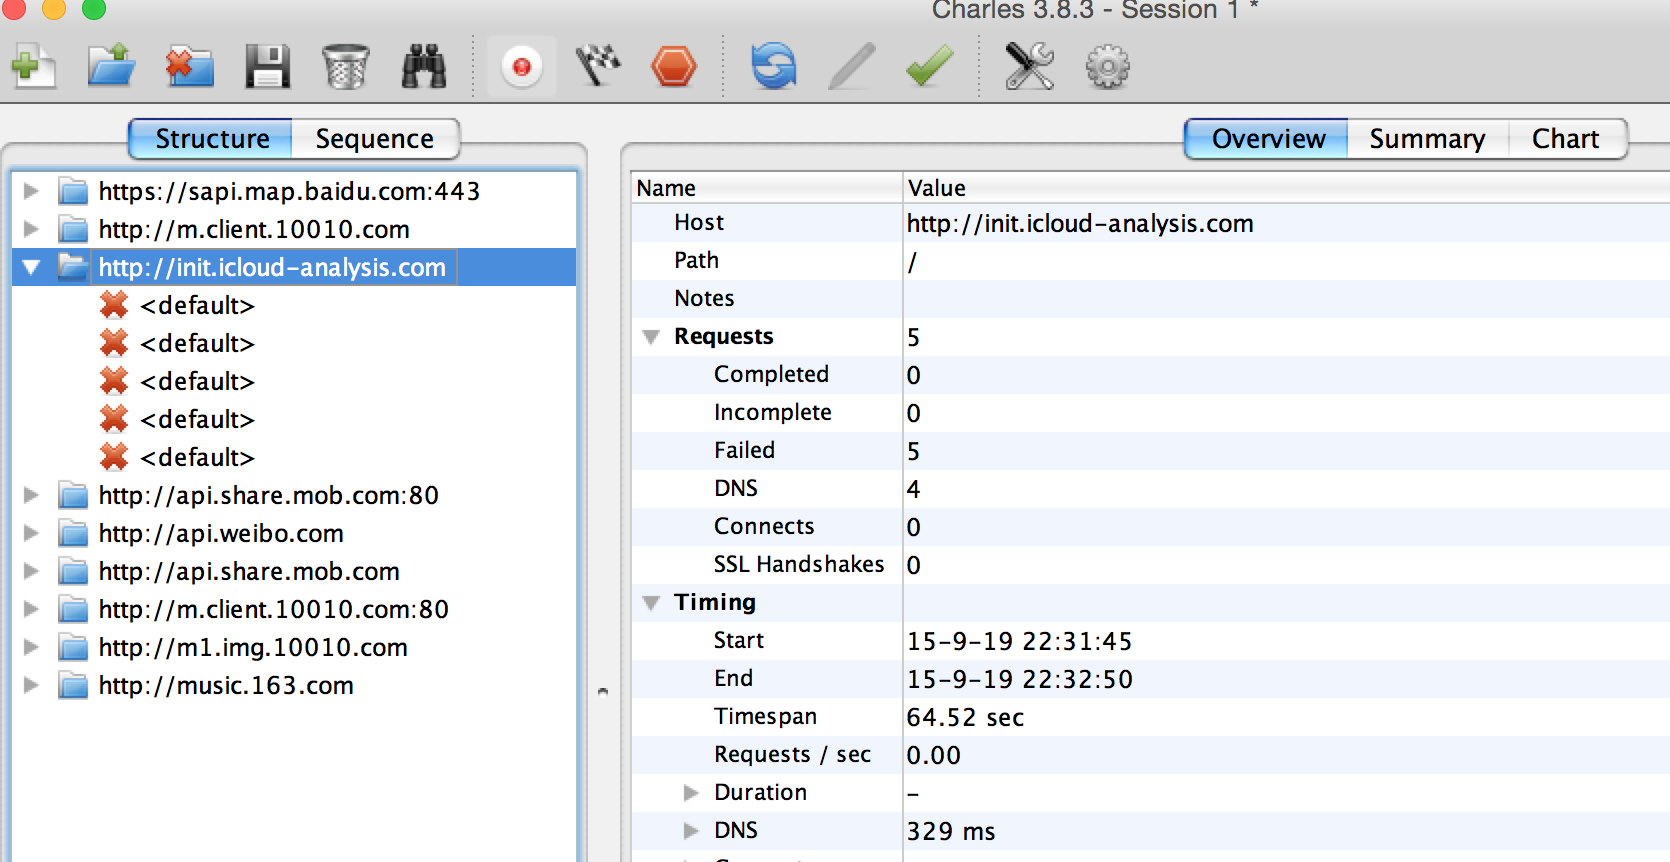 Charles 3.8.3 - Session 1 *
Structure
Sequence
Overview
Summary
Chart
https://sapi.map.baidu.com:443
http://m.client.10010.com
http://init.icloud-analysis.com
<default>
<default>
<default>
<default>
<default>
http://api.share.mob.com:80
http://api.weibo.com
http://api.share.mob.com
http://m.client.10010.com:80
http://m1.img.10010.com
http://music.163.com
Name Value
Host http://init.icloud-analysis.com
Path /
Notes
Requests 5
Completed 0
Incomplete 0
Failed 5
DNS 4
Connects 0
SSL Handshakes 0
Timing
Start 15-9-19 22:31:45
End 15-9-19 22:32:50
Timespan 64.52 sec
Requests / sec 0.00
Duration –
DNS 329 ms